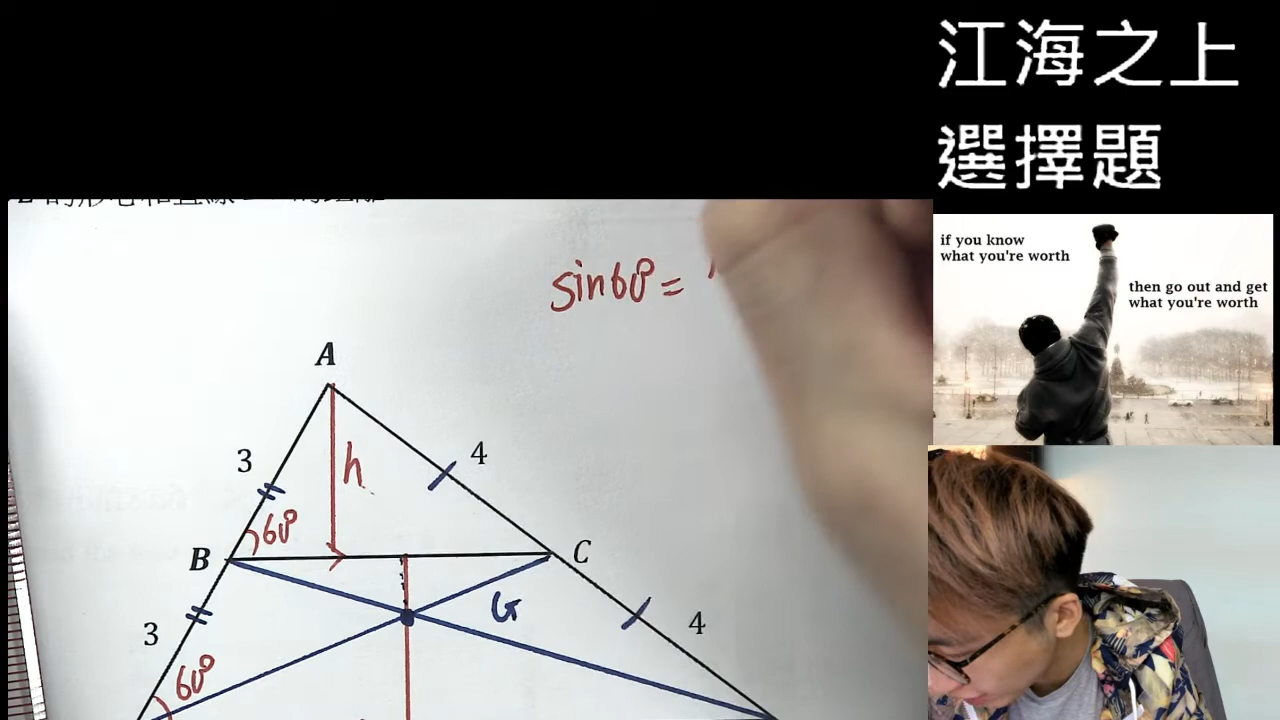 江海之上
選擇題
if you know
what you're worth
then go out and get
what you're worth
sin60°=
A
3
4
h
60°
B
C
G
3
4
60°